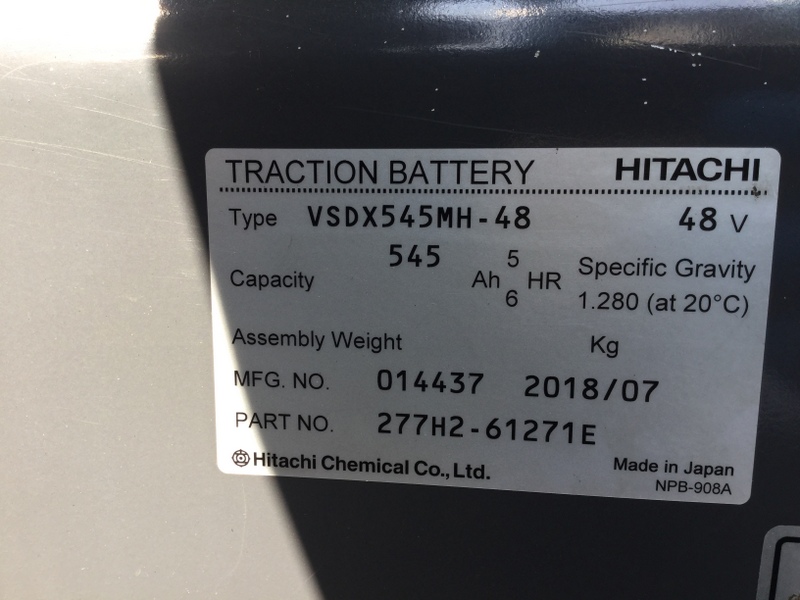 TRACTION BATTERY HITACHI
Type VSDX545MH-48 48 V
Capacity 545 Ah 5 HR Specific Gravity
6 1.280 (at 20°C)
Assembly Weight Kg
MFG. NO. 014437 2018/07
PART NO. 277H2-61271E
Hitachi Chemical Co., Ltd. Made in Japan
NPB-908A